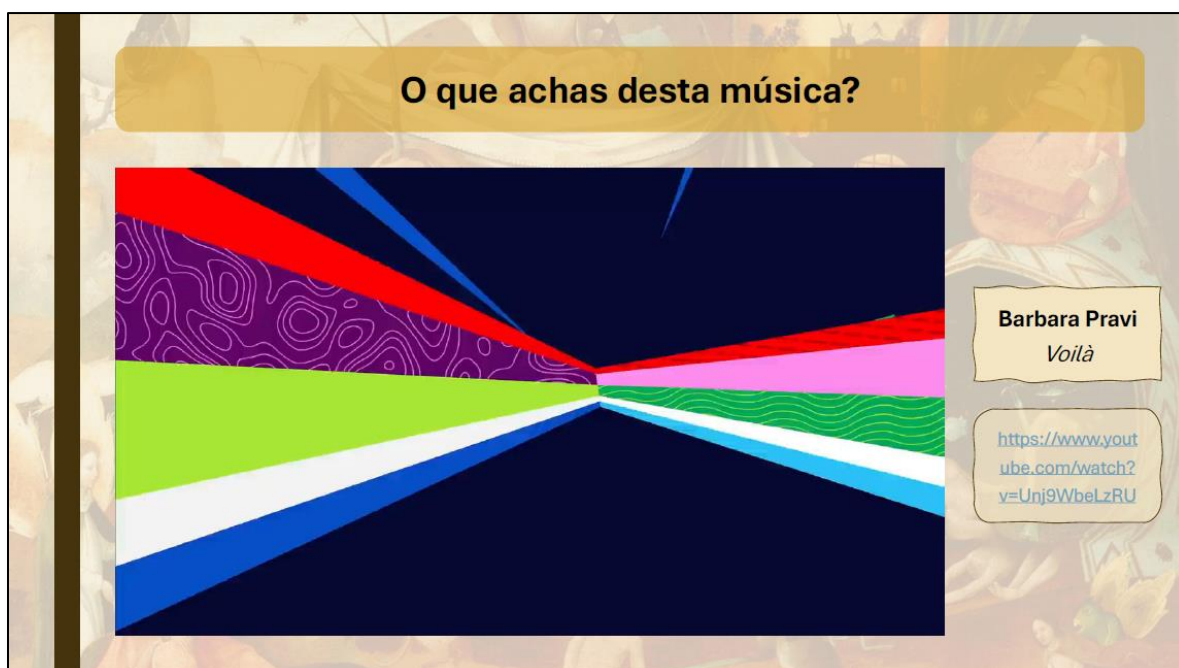 O que achas desta música?
Barbara Pravi
Voilà
https://www.yout
ube.com/watch?
v=Unj9WbeLzRU